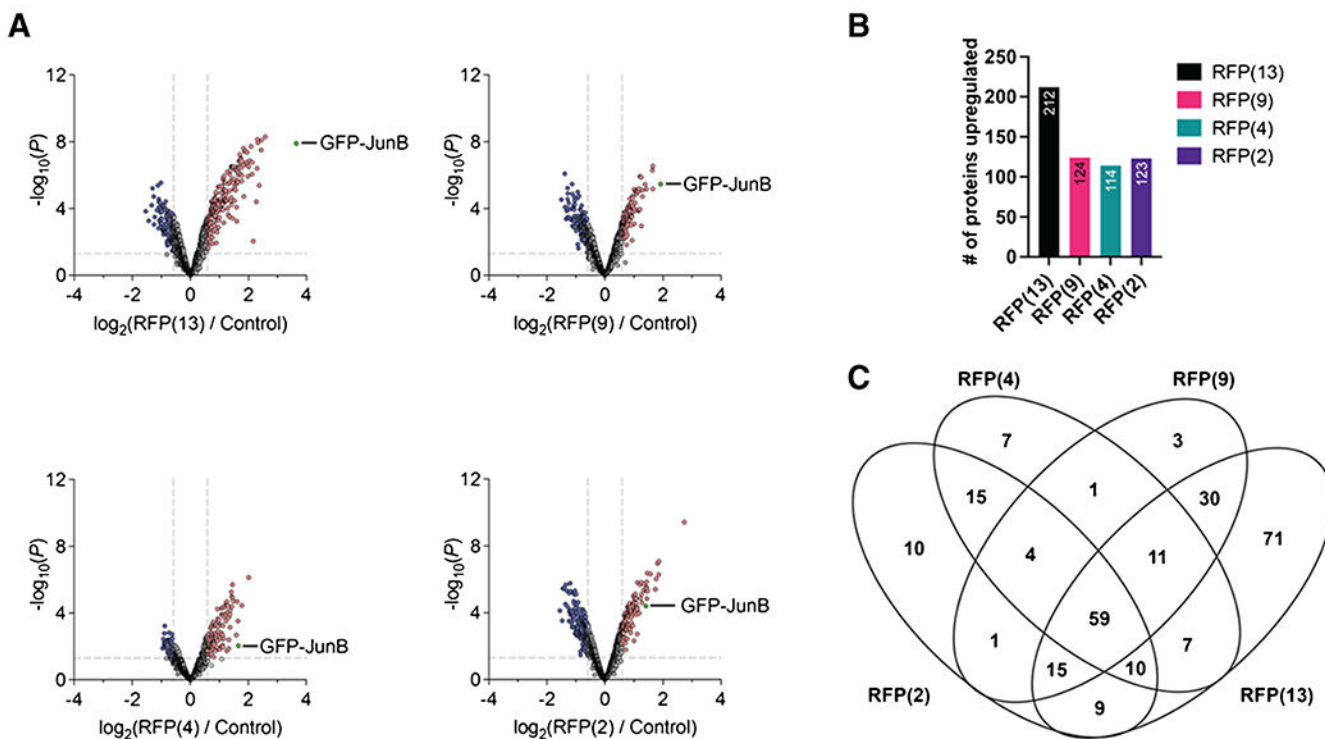 A
12
8
4
0
-log10(P)
-4
-2
0
2
4
log2(RFP(13) / Control)
GFP-JunB
12
8
4
0
-log10(P)
-4
-2
0
2
4
log2(RFP(9) / Control)
GFP-JunB
12
8
4
0
-log10(P)
-4
-2
0
2
4
log2(RFP(4) / Control)
GFP-JunB
12
8
4
0
-log10(P)
-4
-2
0
2
4
log2(RFP(2) / Control)
GFP-JunB
B
# of proteins upregulated
250
200
150
100
50
0
212
124
114
123
RFP(13)
RFP(9)
RFP(4)
RFP(2)
RFP(13)
RFP(9)
RFP(4)
RFP(2)
C
RFP(4)
RFP(9)
7
3
15
1
30
10
4
11
71
59
1
7
15
10
RFP(2)
RFP(13)
9